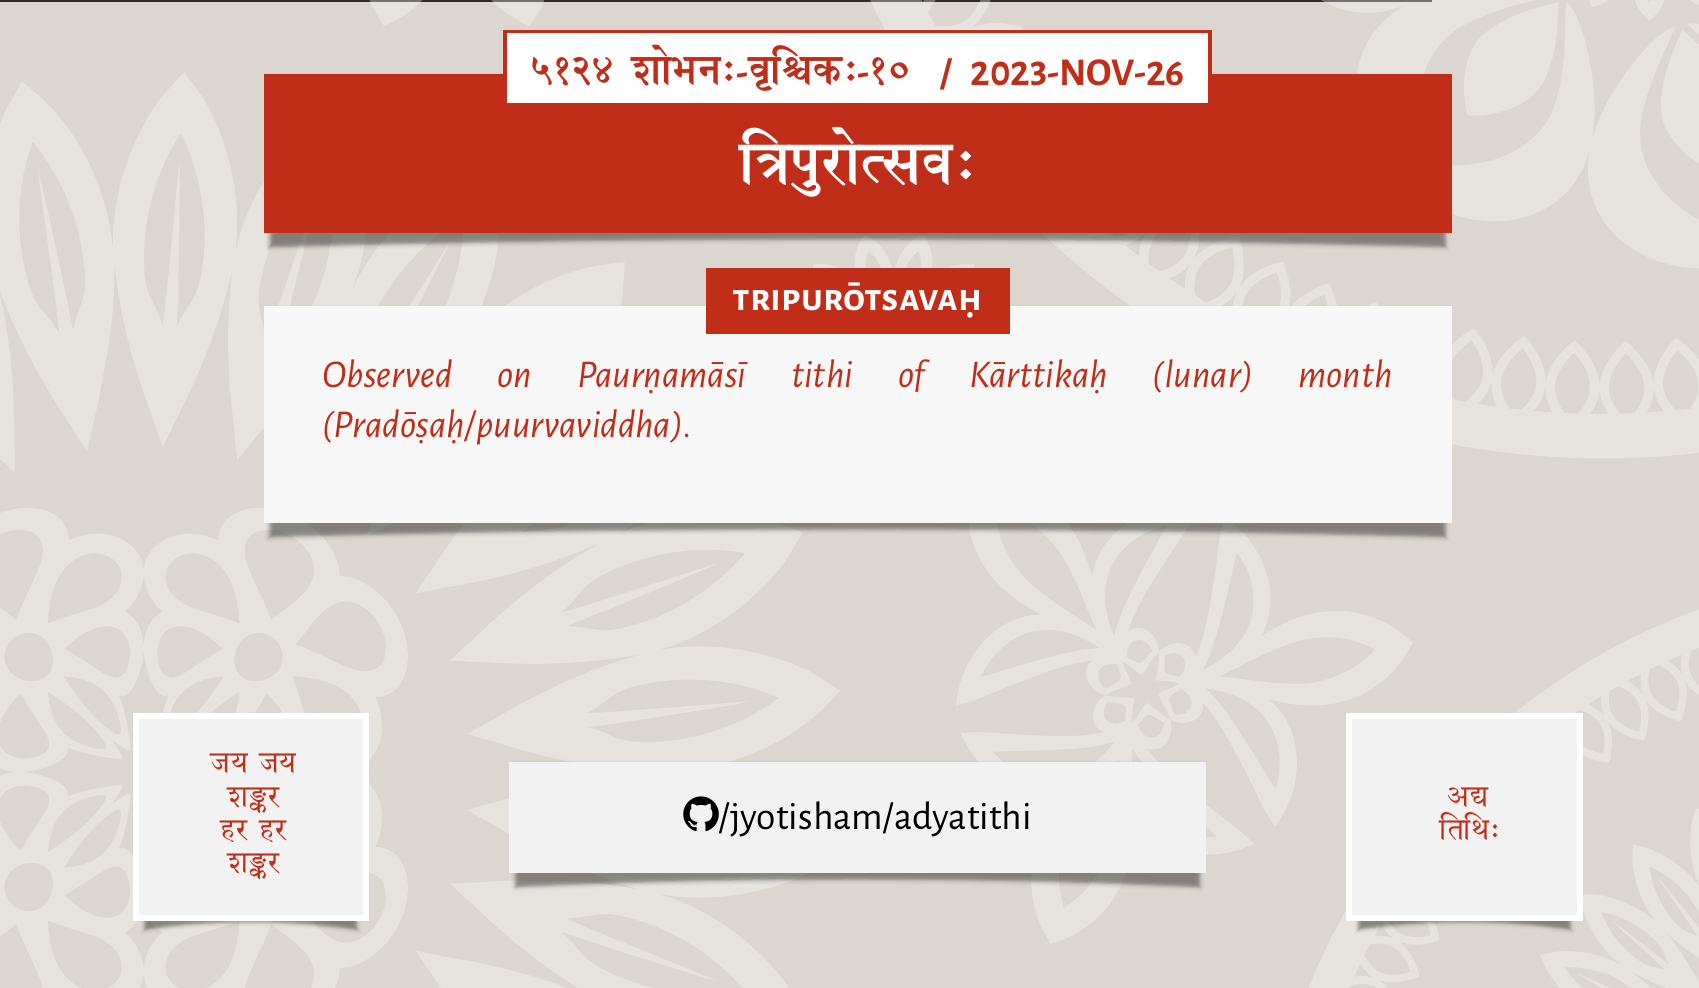 ५१२४ शोभनः-वृश्चिकः-१० / 2023-NOV-26
त्रिपुरोत्सवः
TRIPURŌTSAVAḤ
Observed on Paurṇamāsī tithi of Kārttikaḥ (lunar) month
(Pradōṣaḥ/puurvaviddha).
जय जय
शङ्कर
हर हर
शङ्कर
/jyotisham/adyatithi
अद्य
तिथिः